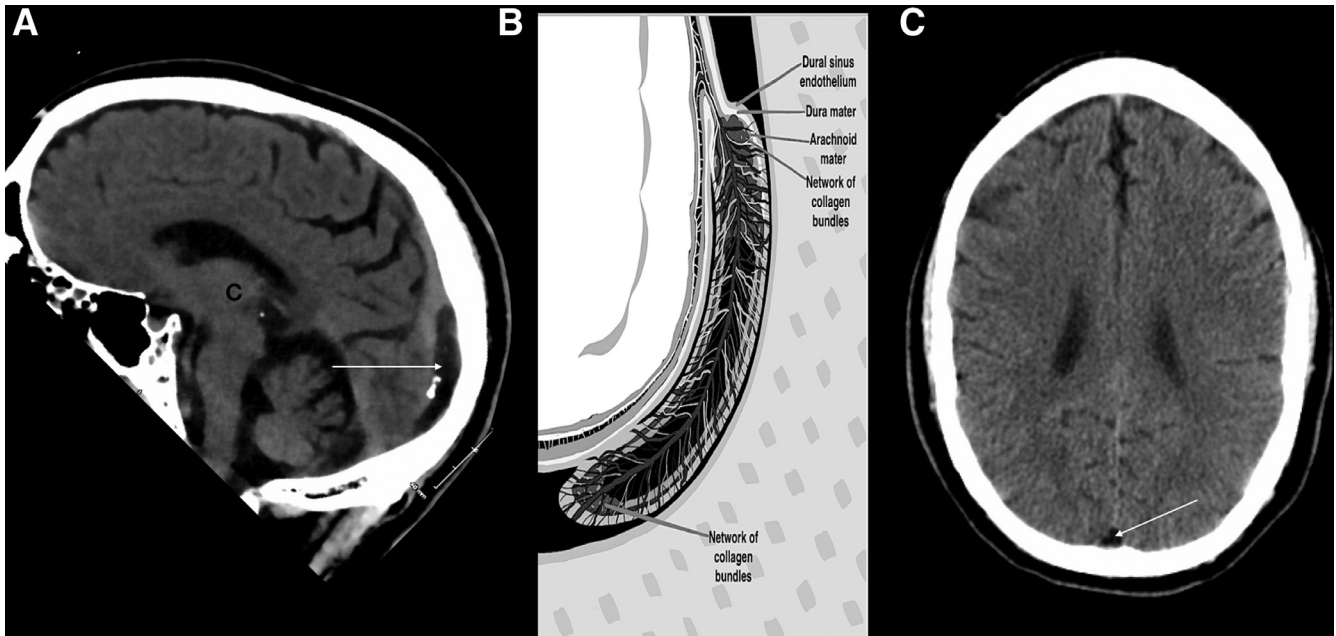 A
B
C
Dural sinus
endothelium
Dura mater
Arachnoid
mater
Network of
collagen
bundles
C
Network of
collagen
bundles